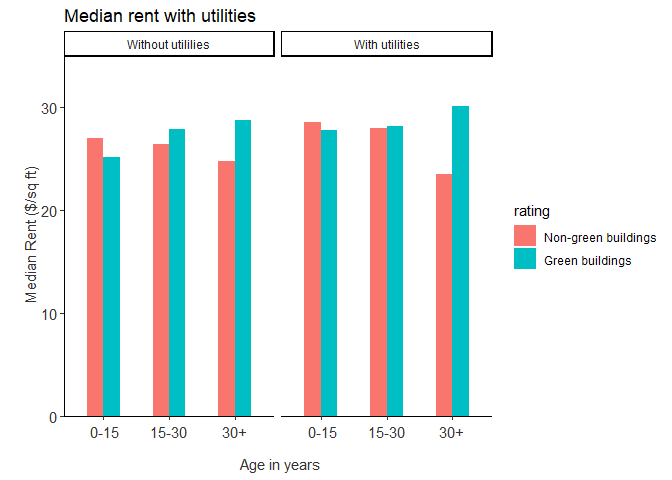 Median rent with utilities
Without utililies
With utilities
Median Rent ($/sq ft)
30
20
10
0
0-15
15-30
30+
0-15
15-30
30+
Age in years
rating
Non-green buildings
Green buildings